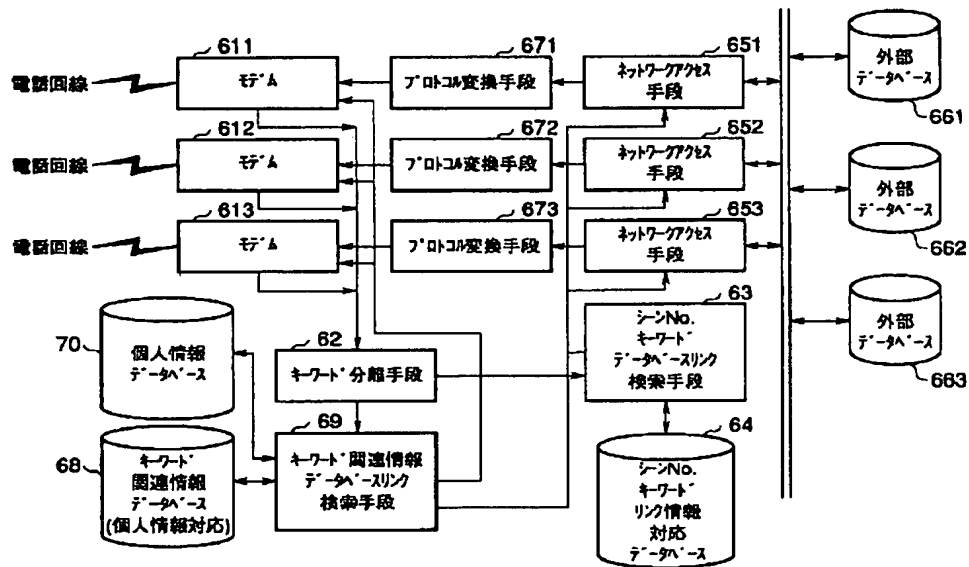 611
671
651
電話回線
モデム
プロトコル変換手段
ネットワークアクセス
手段
外部
データベース
661
612
672
652
電話回線
モデム
プロトコル変換手段
ネットワークアクセス
手段
外部
データベース
662
613
673
653
電話回線
モデム
プロトコル変換手段
ネットワークアクセス
手段
外部
データベース
663
63
シーンNo.
キーワード
データベースリンク
検索手段
70
個人情報
データベース
62
キーワード分離手段
69
キーワード関連情報
データベースリンク
検索手段
68
キーワード
関連情報
データベース
(個人情報対応)
64
シーンNo.
キーワード
リンク情報
対応
データベース